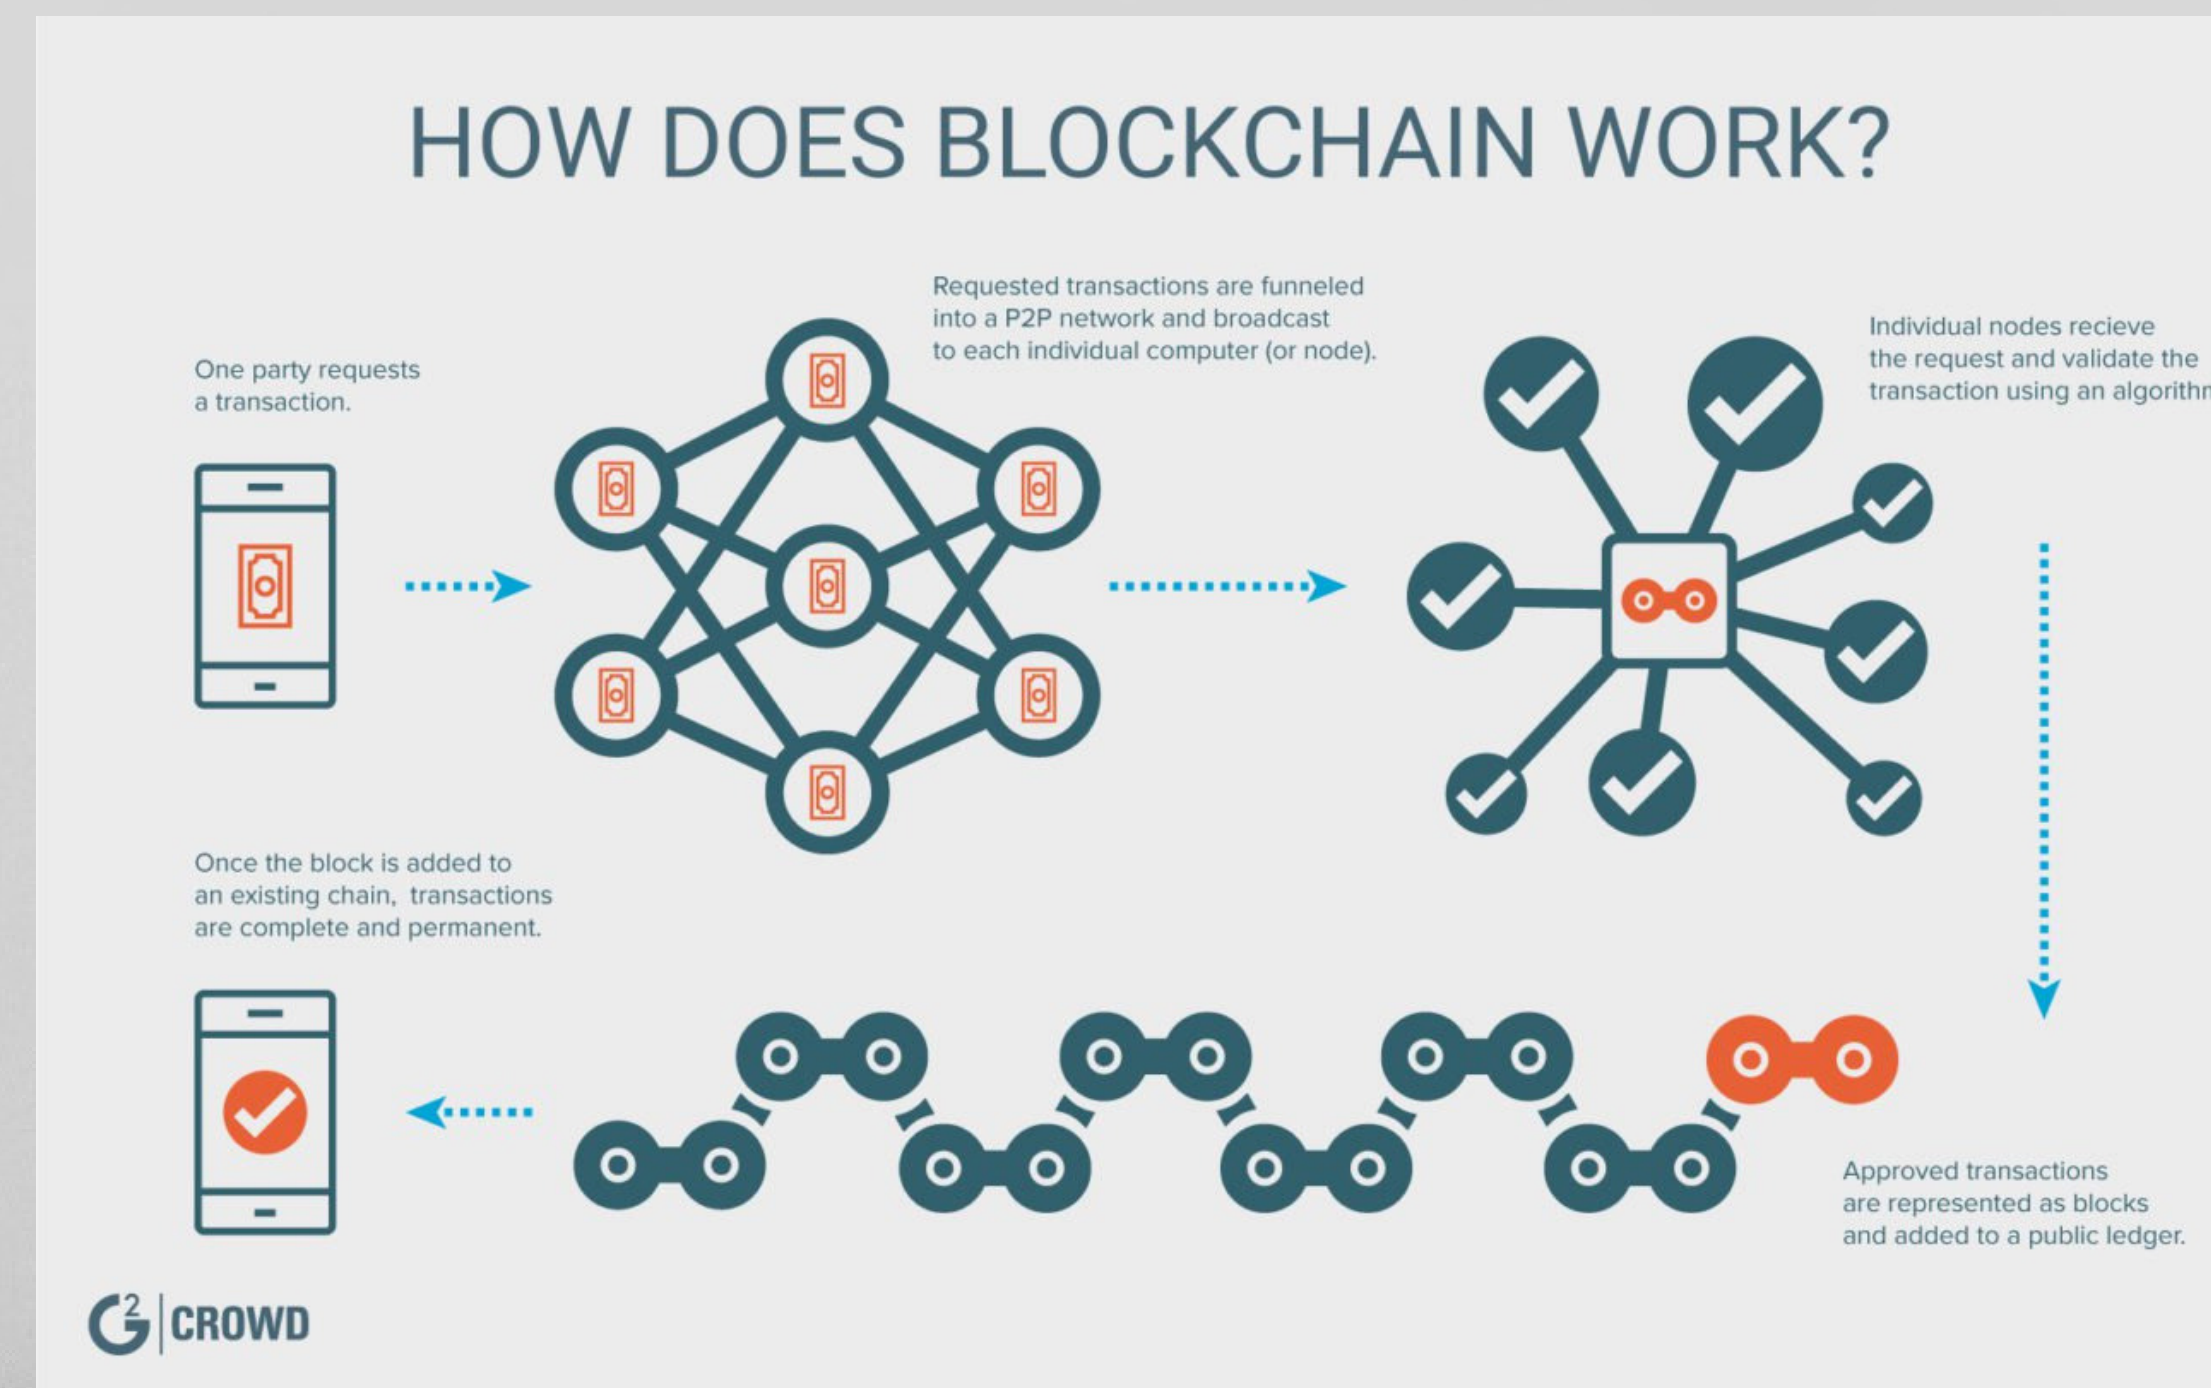 HOW DOES BLOCKCHAIN WORK?
One party requests
a transaction.
Requested transactions are funneled
into a P2P network and broadcast
to each individual computer (or node).
Individual nodes recieve
the request and validate the
transaction using an
Approved transactions
are represented as blocks
and added to a public ledger.
Once the block is added to
an existing chain, transactions
are complete and permanent.
G2 CROWD